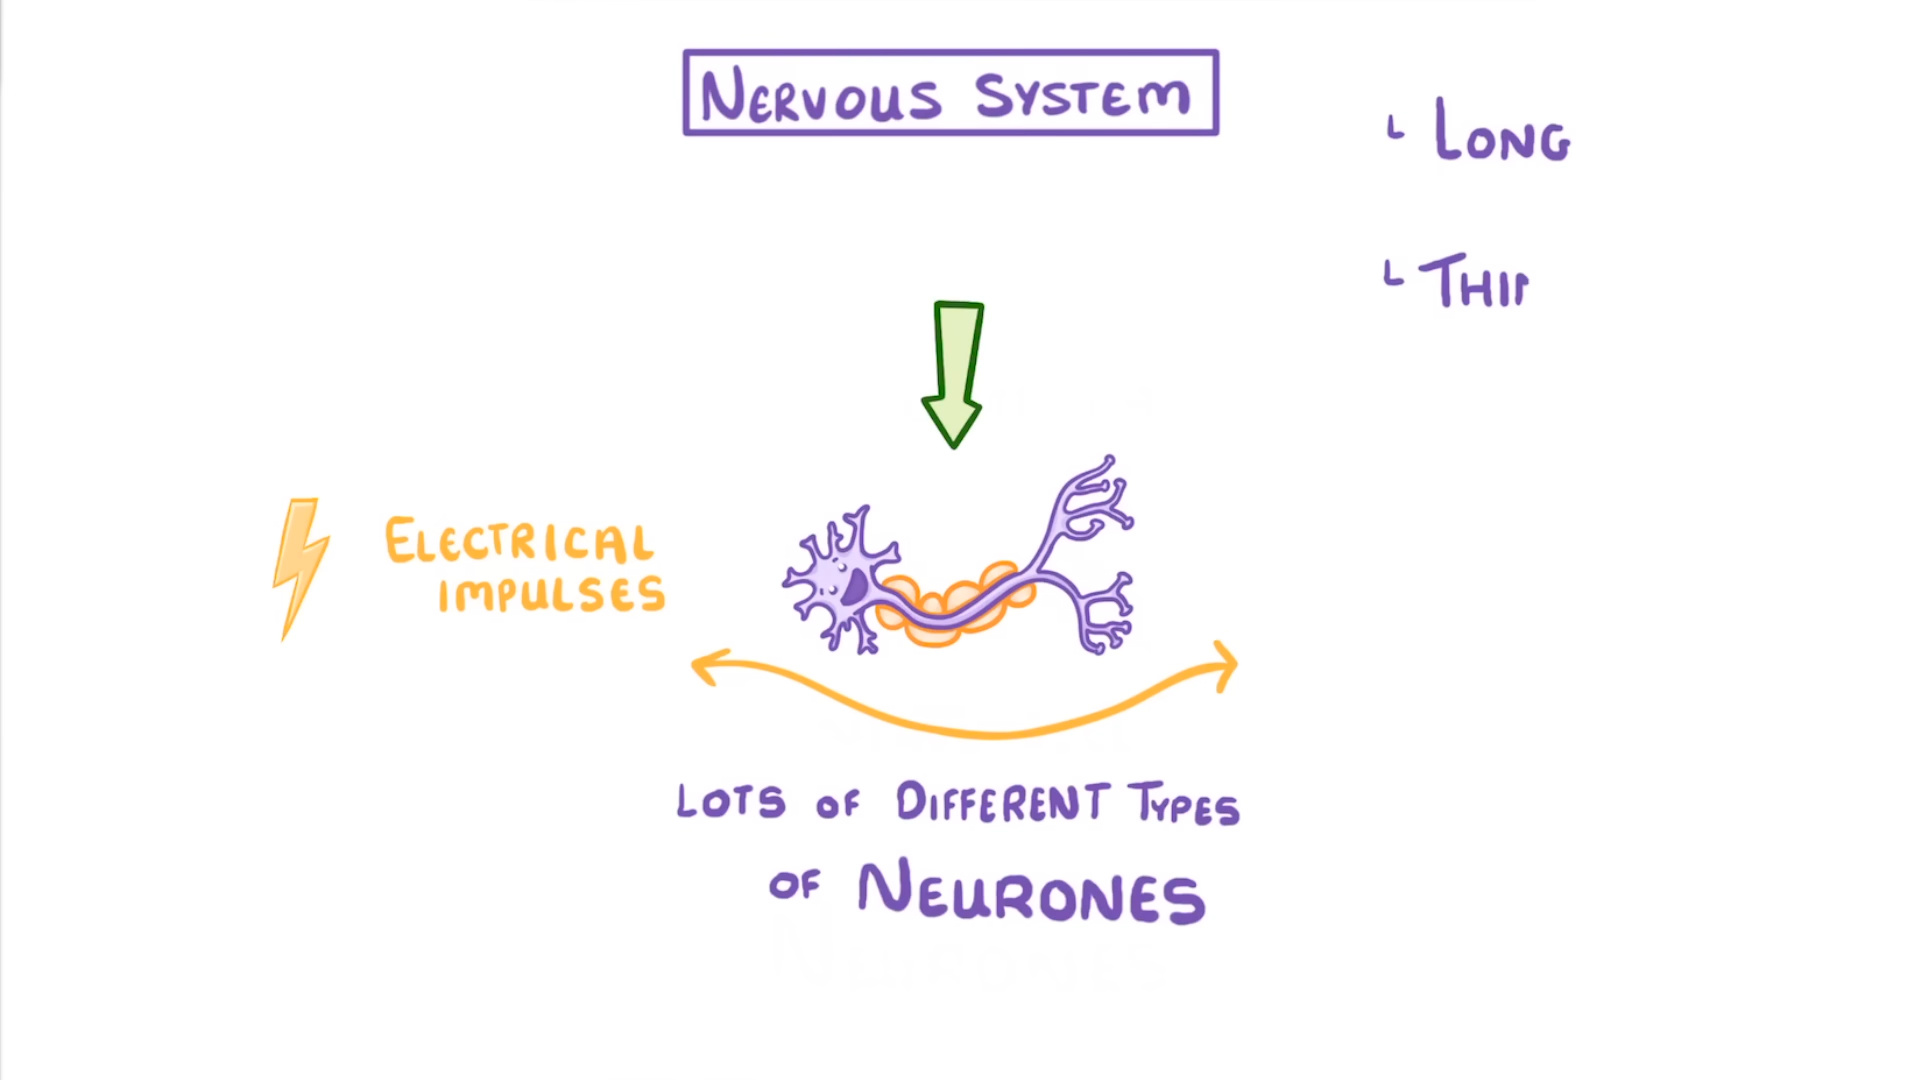 NERVOUS SYSTEM
└ LONG
└ THI
ELECTRICAL
IMPULSES
LOTS OF DIFFERENT TYPES
OF NEURONES